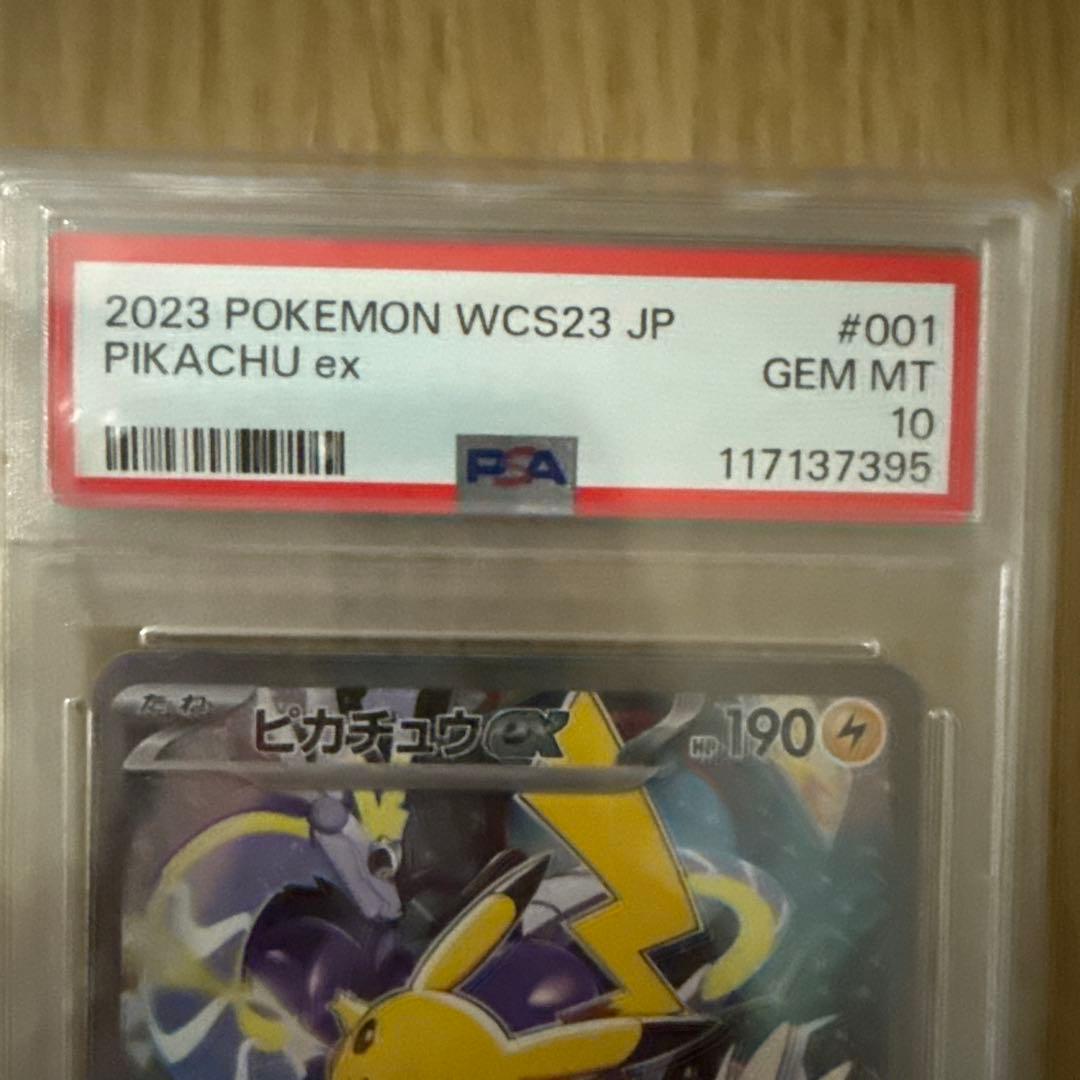 2023 POKEMON WCS23 JP #001
PIKACHU ex GEM MT
10
PSA 117137395
たね ピカチュウex HP190